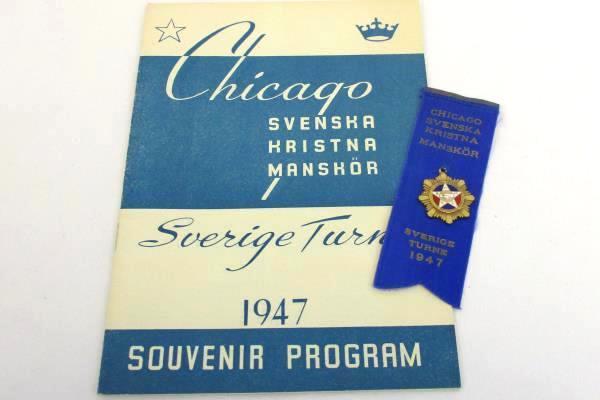 Chicago
SVENSKA
KRISTNA
MANSKÖR
Sverige Turn
1947
SOUVENIR PROGRAM
CHICAGO
SVENSKA
KRISTNA
MANSKÖR
SVERIGE
TURNE
1947